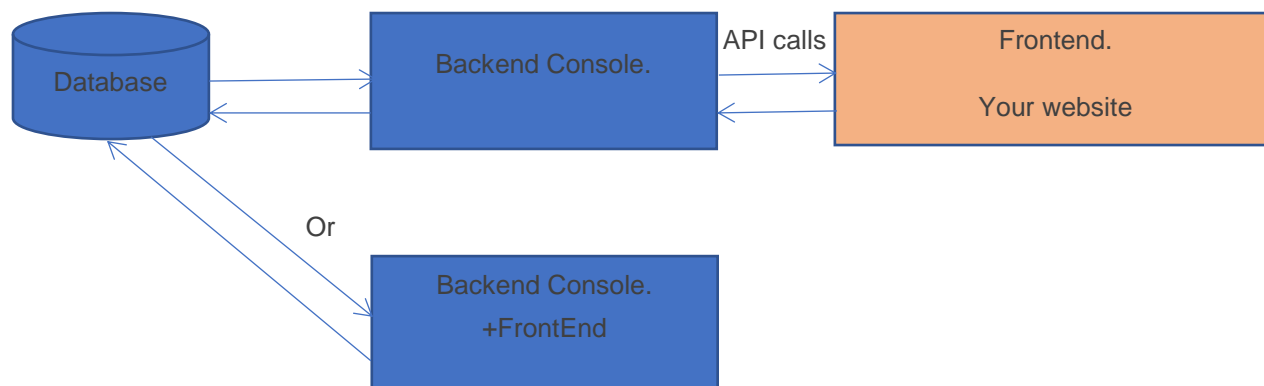 Database
Backend Console.
API calls
Frontend.
Your website
Or
Backend Console.
+FrontEnd